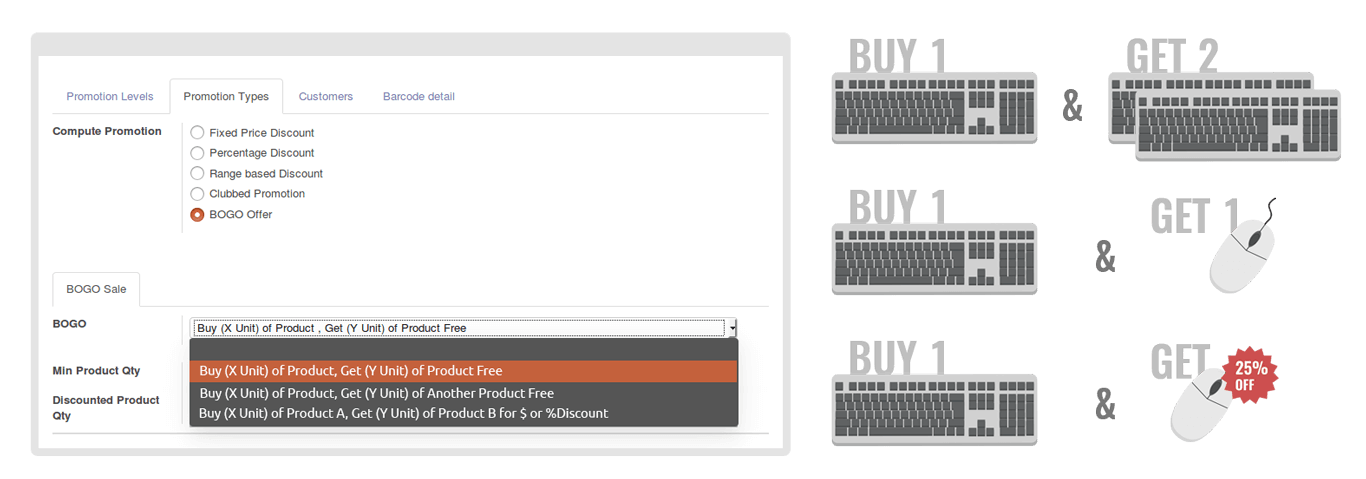 Promotion Levels
Promotion Types
Customers
Barcode detail
Compute Promotion
Fixed Price Discount
Percentage Discount
Range based Discount
Clubbed Promotion
BOGO Offer
BOGO Sale
BOGO
Buy (X Unit) of Product , Get (Y Unit) of Product Free
Min Product Qty
Buy (X Unit) of Product, Get (Y Unit) of Product Free
Discounted Product
Qty
Buy (X Unit) of Product, Get (Y Unit) of Another Product Free
Buy (X Unit) of Product A, Get (Y Unit) of Product B for $ or %Discount
BUY 1
&
GET 2
BUY 1
&
GET 1
BUY 1
&
GET
25%
OFF